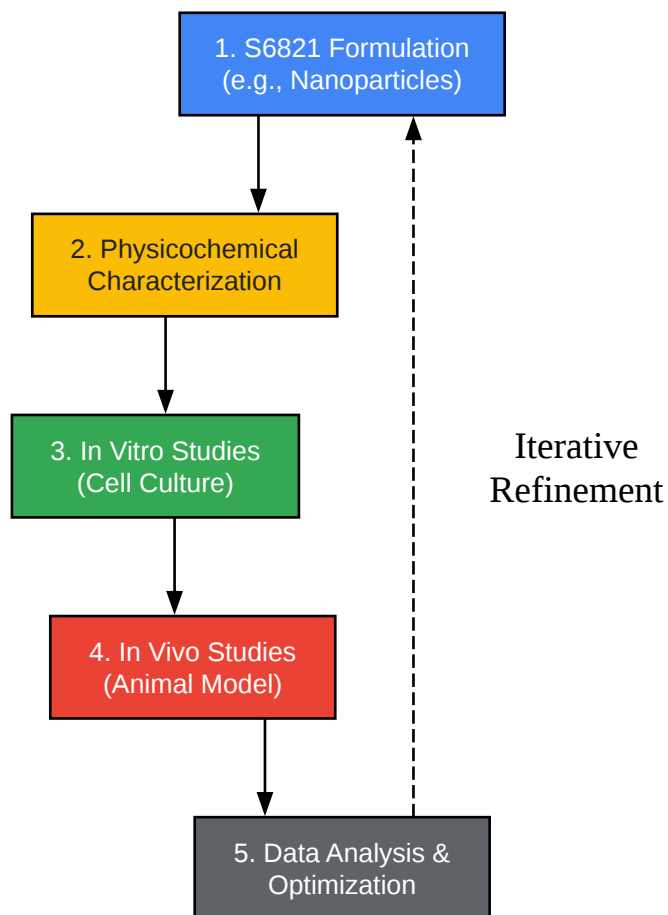 1. S6821 Formulation
(e.g., Nanoparticles)
2. Physicochemical
Characterization
3. In Vitro Studies
(Cell Culture)
Iterative
Refinement
4. In Vivo Studies
(Animal Model)
5. Data Analysis &
Optimization